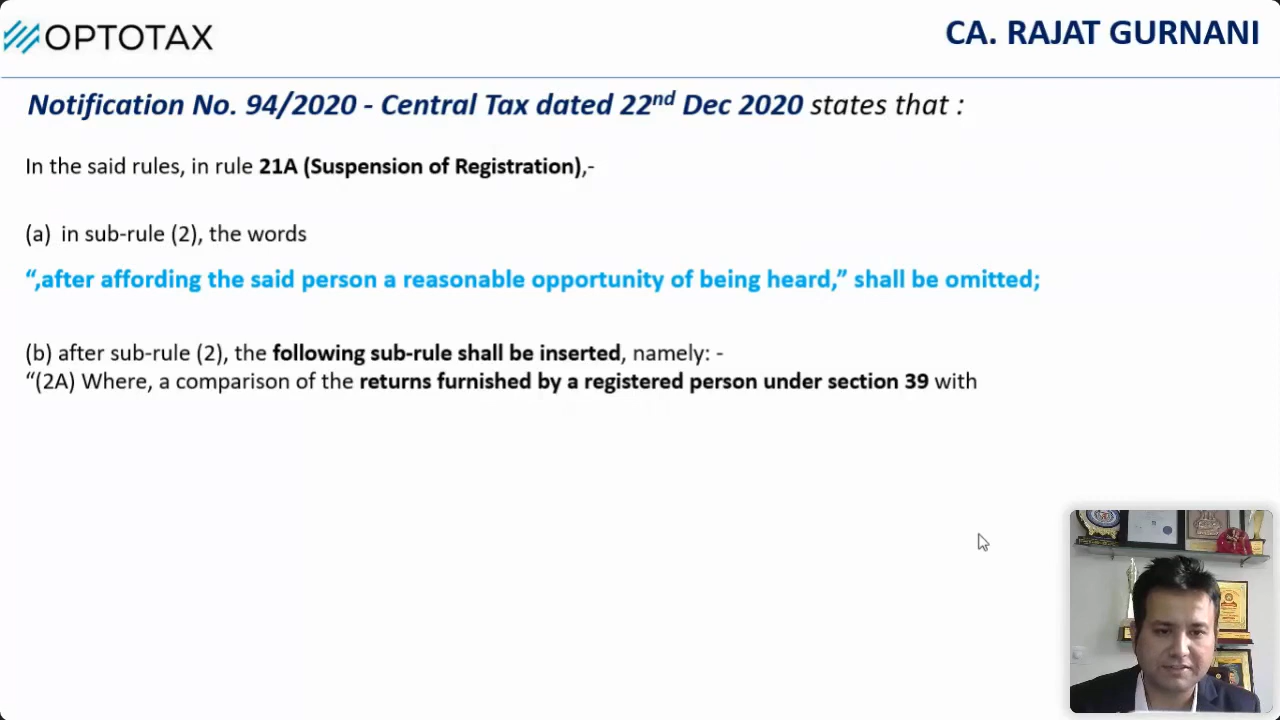 OPTOTAX
CA. RAJAT GURNANI
Notification No. 94/2020 - Central Tax dated 22nd Dec 2020 states that :
In the said rules, in rule 21A (Suspension of Registration),-
(a) in sub-rule (2), the words
“,after affording the said person a reasonable opportunity of being heard,” shall be omitted;
(b) after sub-rule (2), the following sub-rule shall be inserted, namely: -
“(2A) Where, a comparison of the returns furnished by a registered person under section 39 with